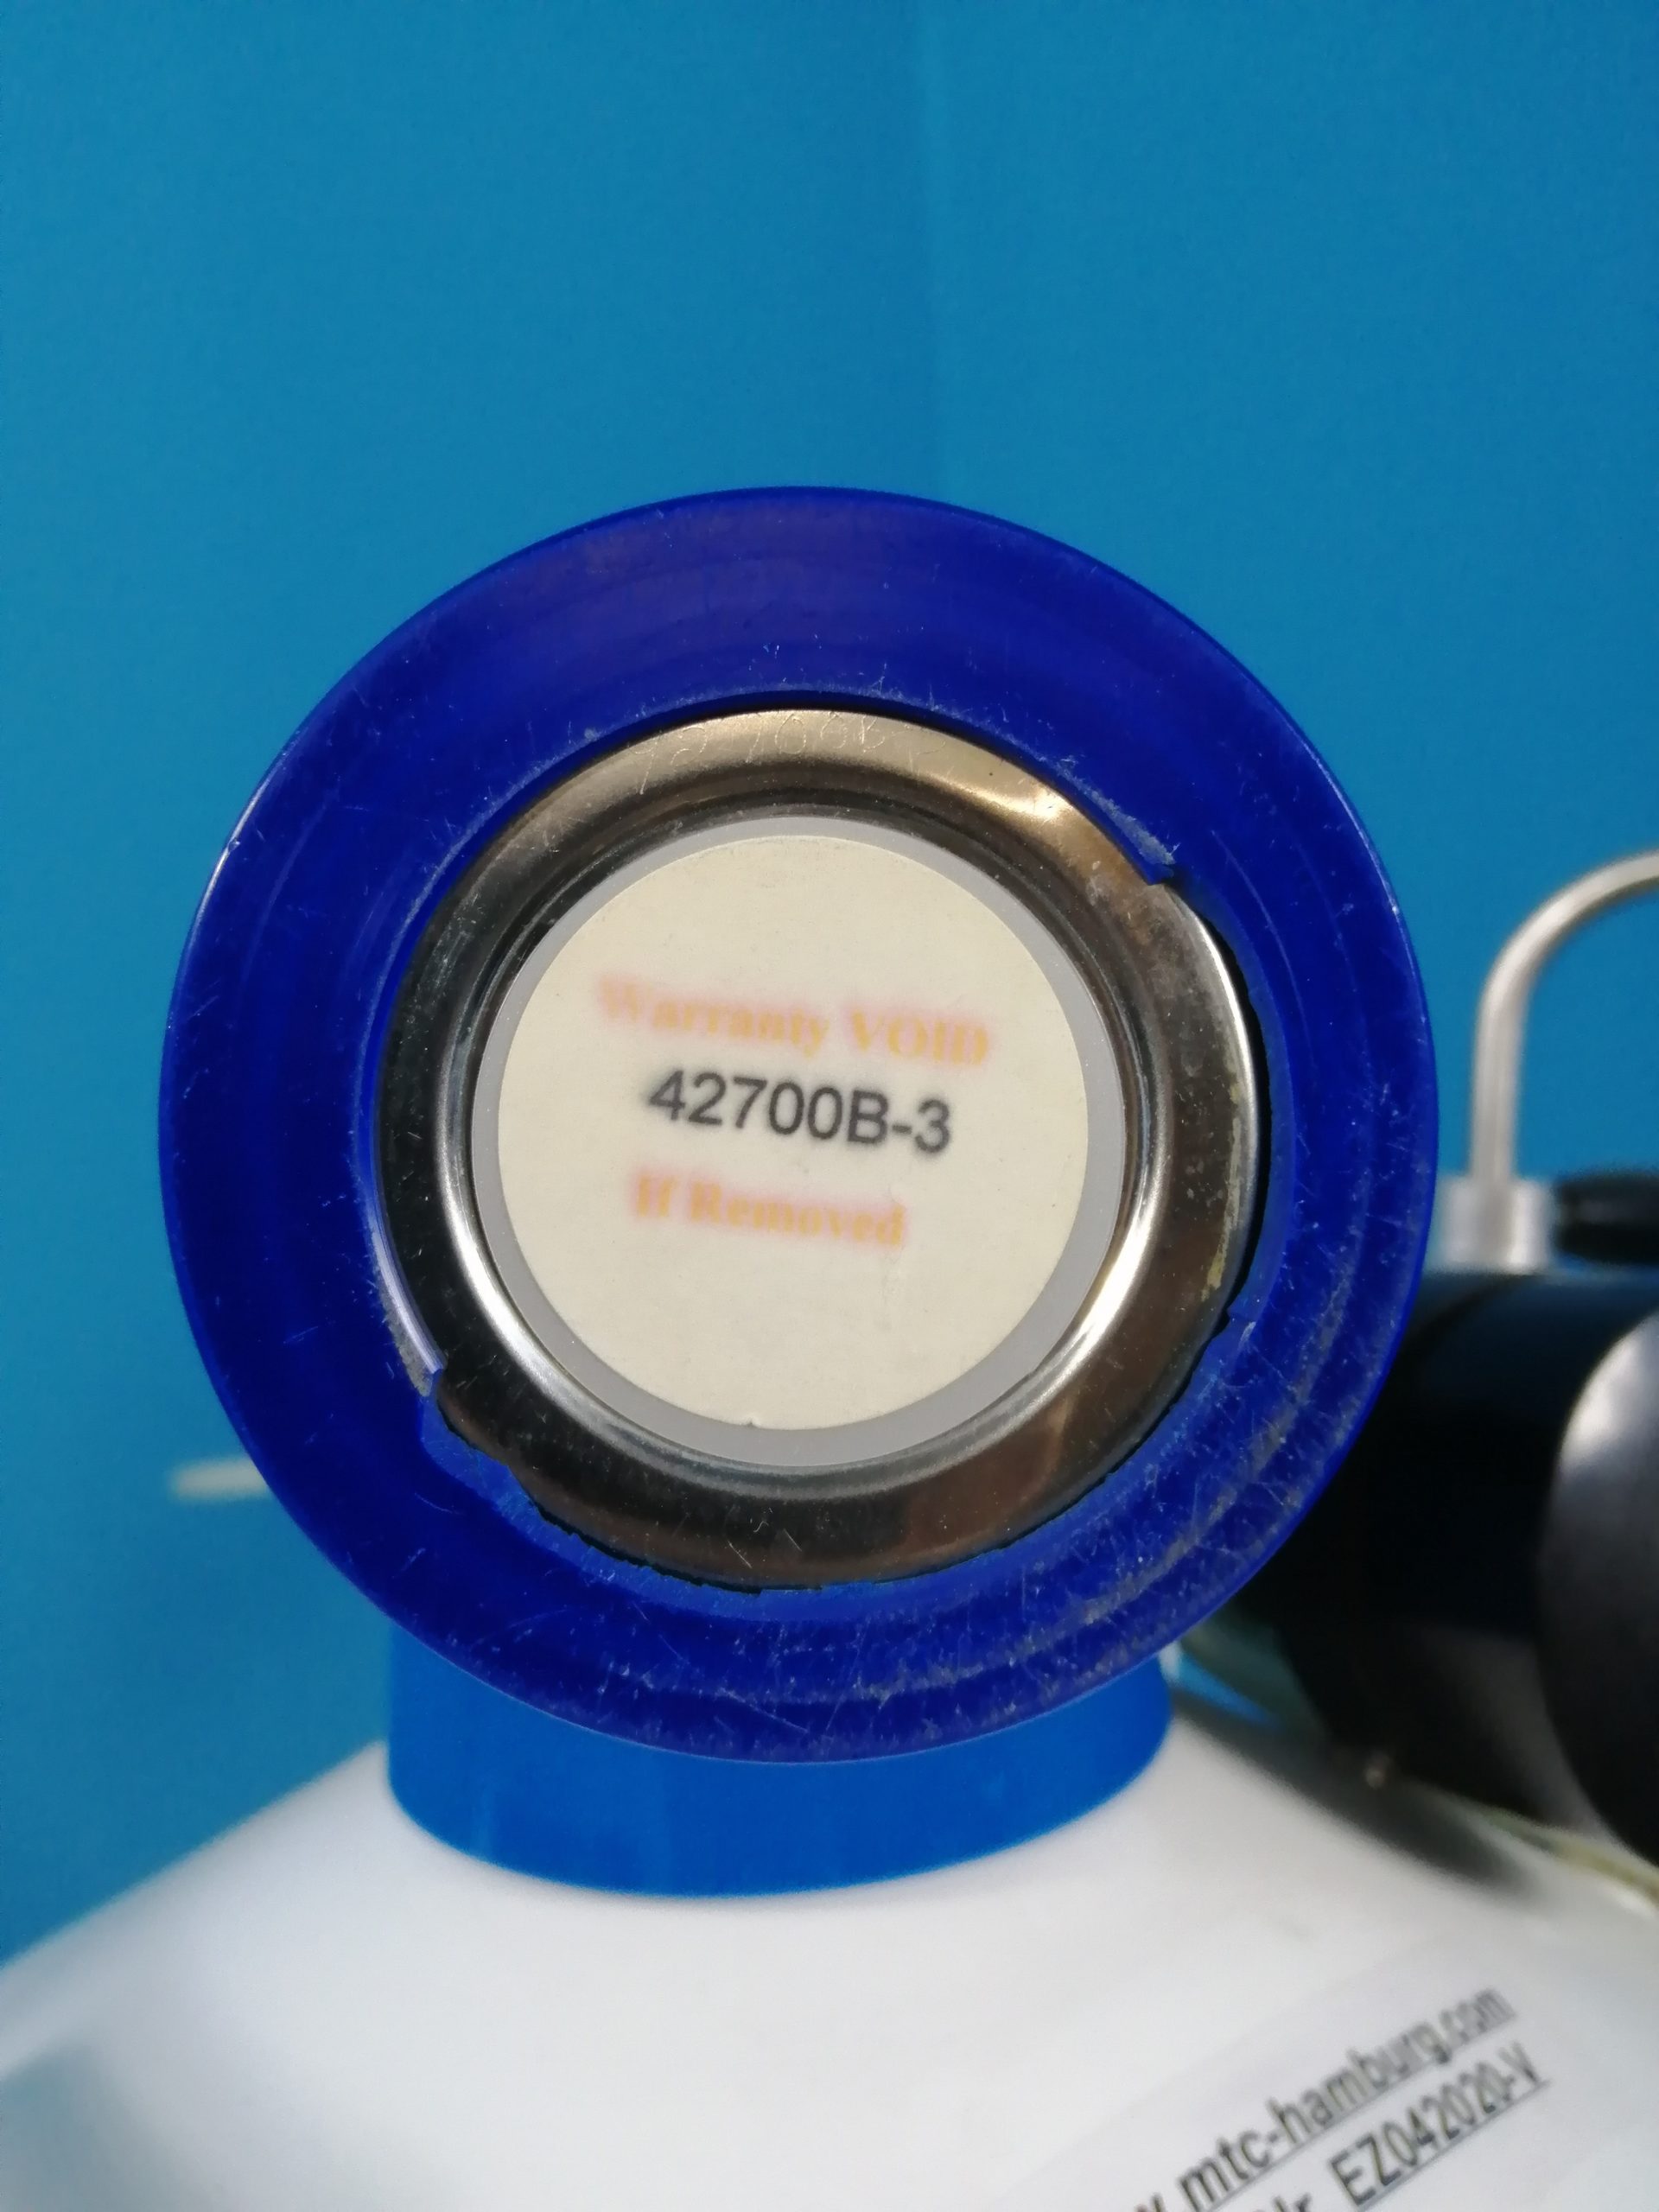 Warranty VOID
42700B-3
If Removed
mtc-hamburg.com
EZ042020-V